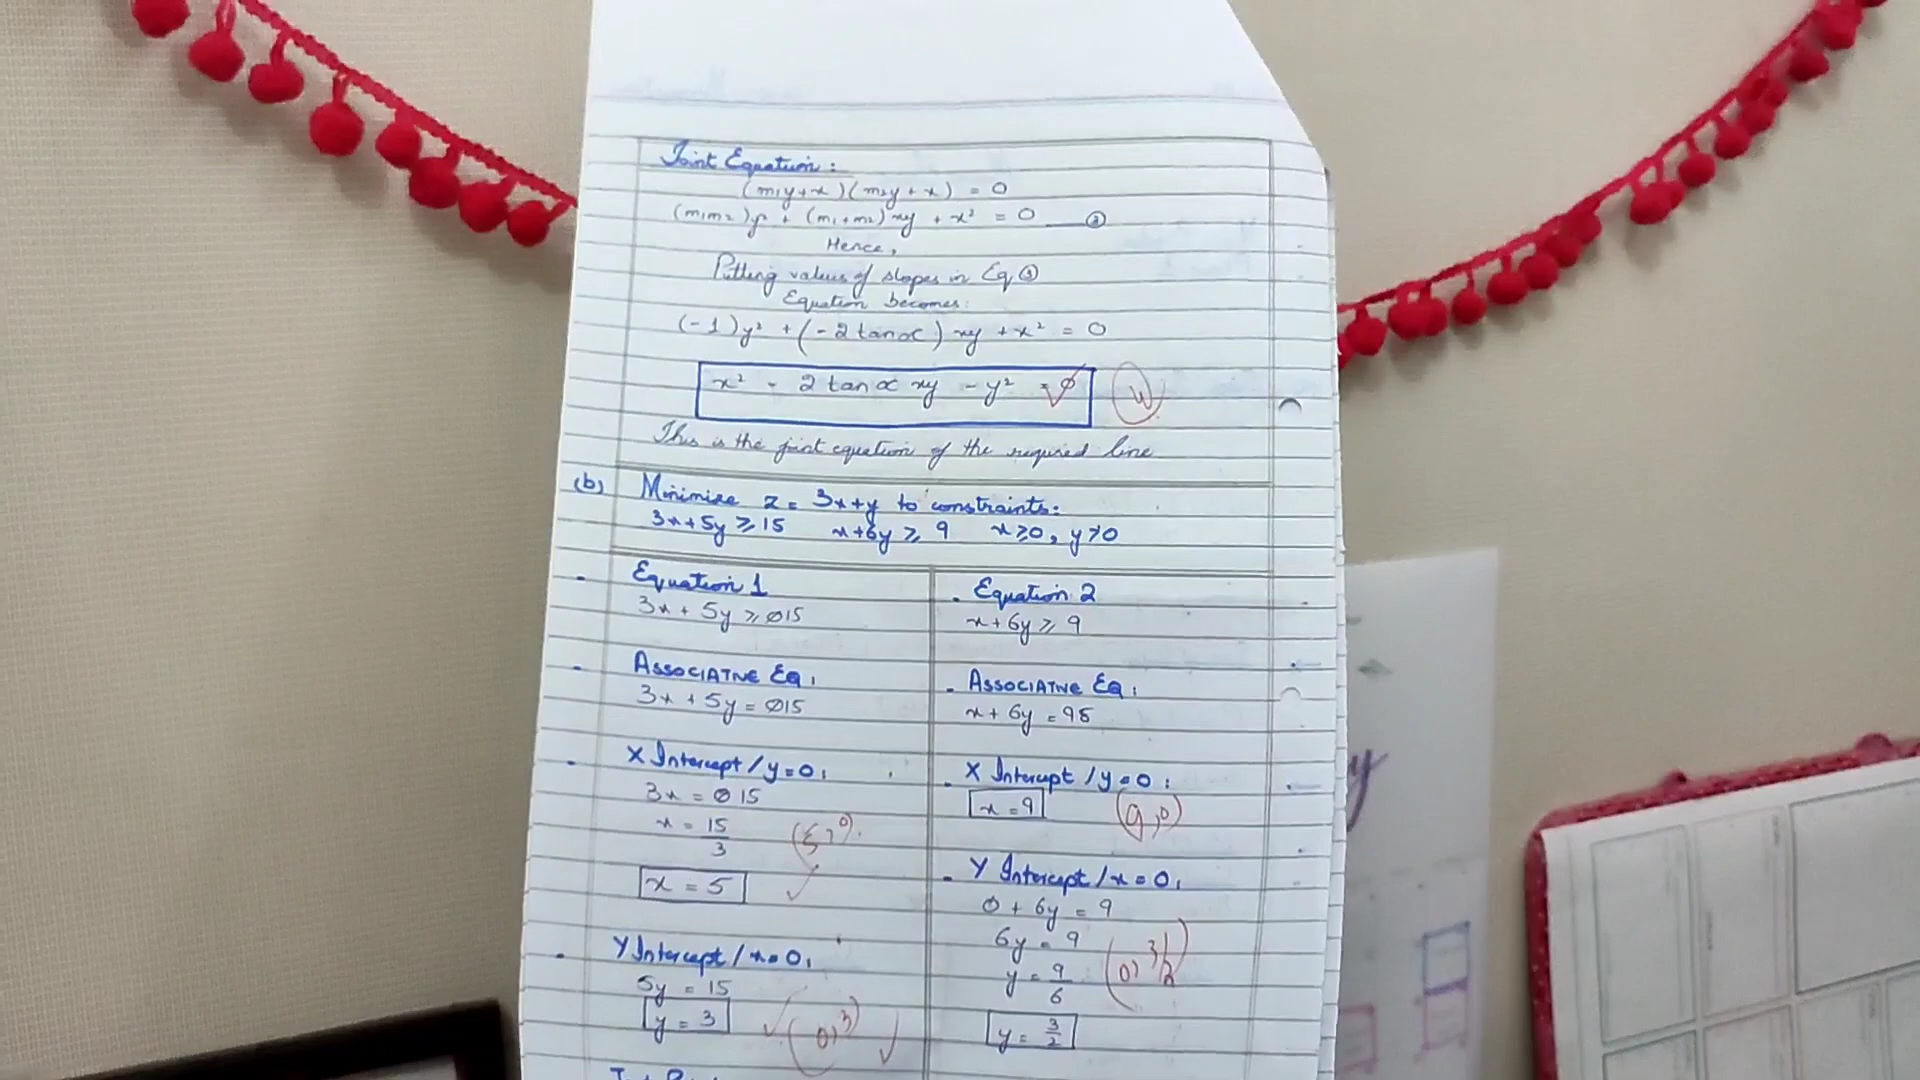 Joint Equation:
(m₁y+x)(m₂y+x) = 0
(m₁m₂)y² + (m₁+m₂)xy + x² = 0 ③
Hence,
Putting values of slopes in Eq ③
Equation becomes:
(-1)y² + (-2tanα)xy + x² = 0
x² - 2tanα xy - y² = 0
This is the joint equation of the required line
(b) Minimize z = 3x+y to constraints:
3x+5y ≥ 15 x+6y ≥ 9 x≥0, y≥0
Equation 1
3x + 5y ≥ 15
ASSOCIATIVE EQ:
3x + 5y = 15
X Intercept / y=0:
3x = 15
x = 15/3
(5,0)
x = 5
Y Intercept / x=0:
5y = 15
y = 3
(0,3)
Equation 2
x + 6y ≥ 9
ASSOCIATIVE EQ:
x + 6y = 9
X Intercept / y=0:
x = 9 (9,0)
Y Intercept / x=0:
0 + 6y = 9
6y = 9
y = 9/6
(0, 3/2)
y = 3/2